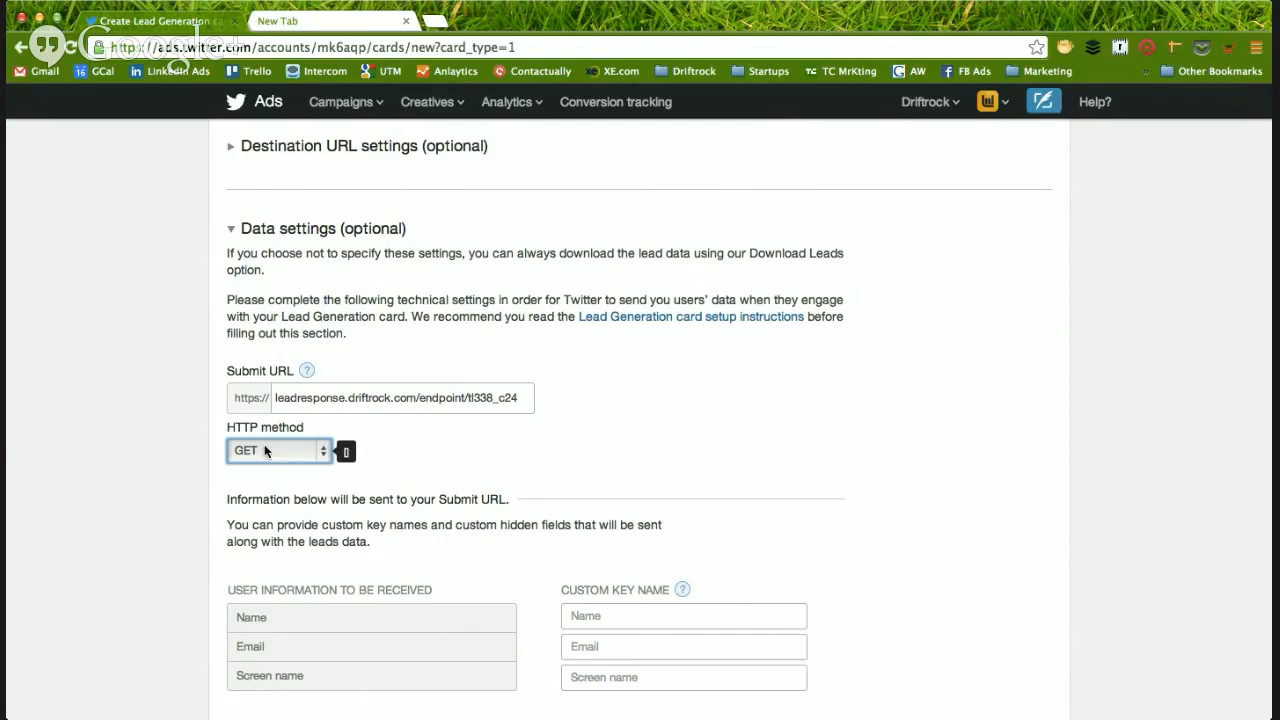 Create Lead Generation ca
New Tab
Google+
https://ads.twitter.com/accounts/mk6aqp/cards/new?card_type=1
Gmail
16 GCal
in LinkedIn Ads
Trello
Intercom
UTM
Anlaytics
Contactually
XE.com
Driftrock
Startups
TC MrKting
AW
FB Ads
Marketing
» Other Bookmarks
Ads
Campaigns
Creatives
Analytics
Conversion tracking
Driftrock
Help?
Destination URL settings (optional)
Data settings (optional)
If you choose not to specify these settings, you can always download the lead data using our Download Leads
option.
Please complete the following technical settings in order for Twitter to send you users' data when they engage
with your Lead Generation card. We recommend you read the Lead Generation card setup instructions before
filling out this section.
Submit URL ?
https:// leadresponse.driftrock.com/endpoint/tl338_c24
HTTP method
GET
Information below will be sent to your Submit URL.
You can provide custom key names and custom hidden fields that will be sent
along with the leads data.
USER INFORMATION TO BE RECEIVED
CUSTOM KEY NAME ?
Name
Name
Email
Email
Screen name
Screen name